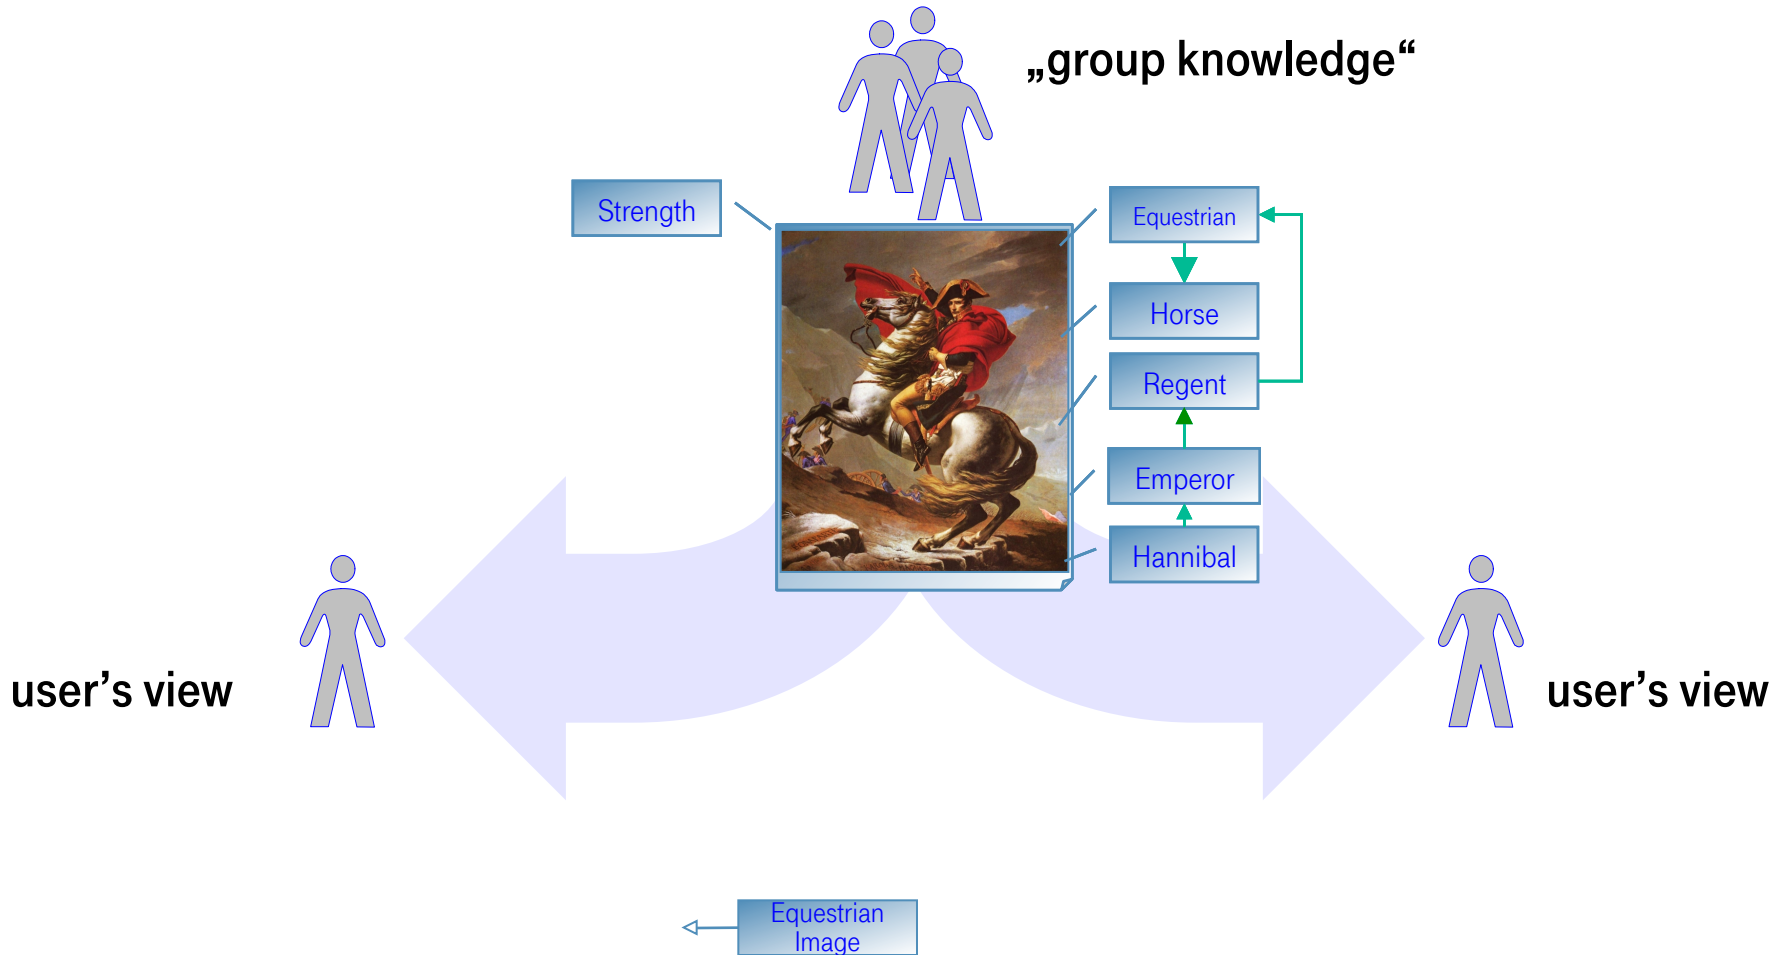 „group knowledge“
Strength
Equestrian
Horse
Regent
Emperor
Hannibal
user’s view
user’s view
Equestrian
Image